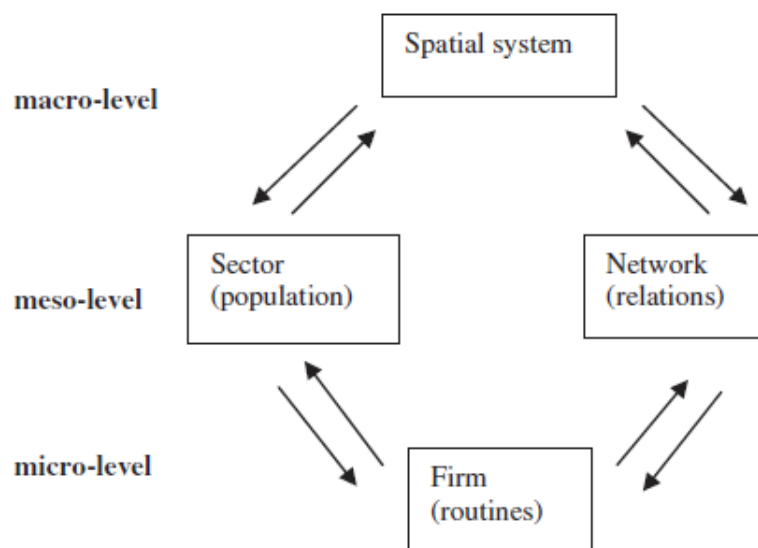 Spatial system
macro-level
Sector
(population)
Network
(relations)
meso-level
micro-level
Firm
(routines)